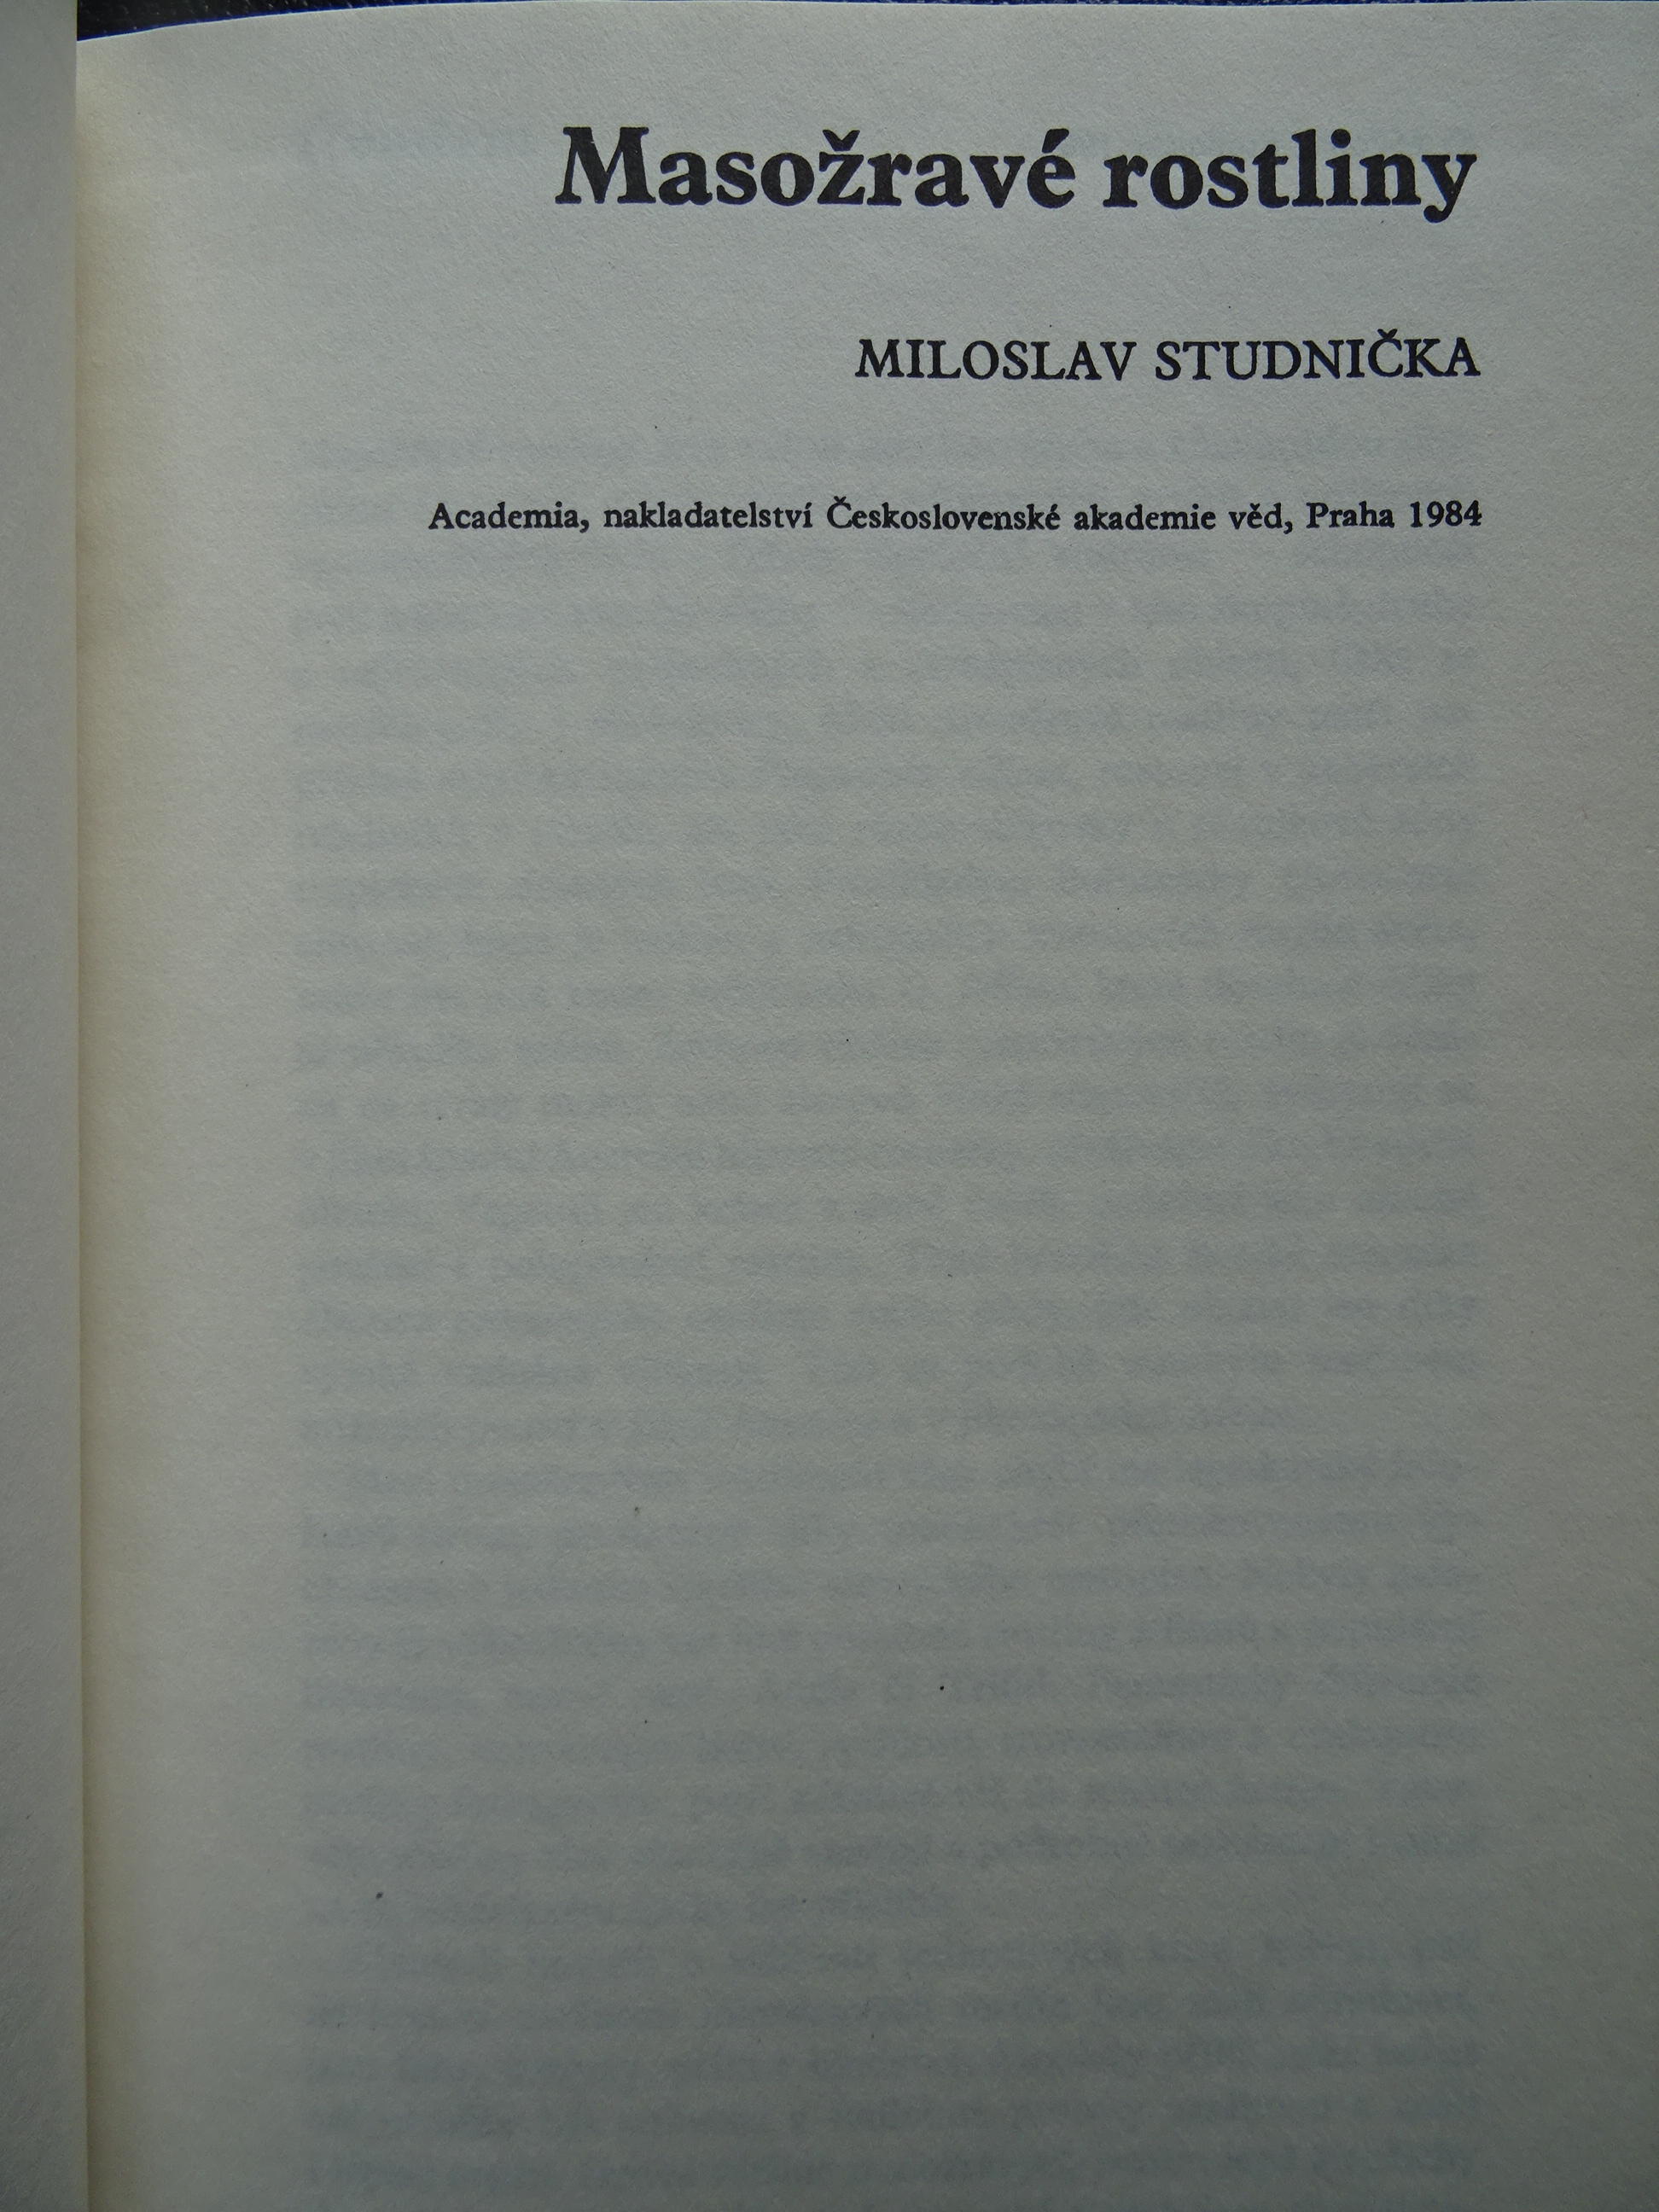 Masožravé rostliny
MILOSLAV STUDNIČKA
Academia, nakladatelství Československé akademie věd, Praha 1984